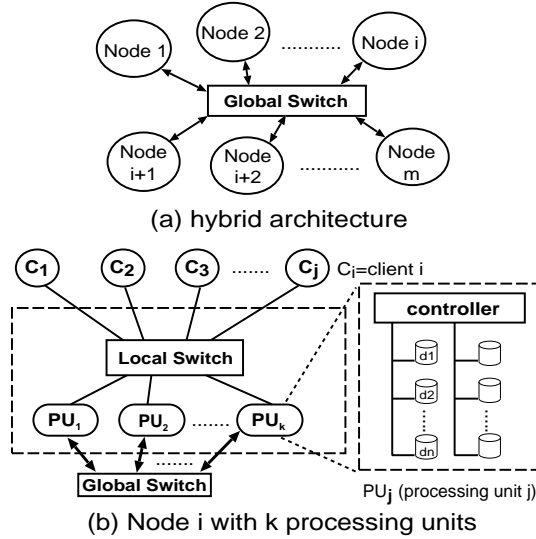 Node 1
Node 2
............
Node i
Global Switch
Node i+1
Node i+2
...........
Node m
(a) hybrid architecture
C1 C2 C3 ....... Cj
Ci=client i
controller
Local Switch
d1
d2
dn
PU1 PU2 ....... PUk
.......
Global Switch
PUj (processing unit j)
(b) Node i with k processing units